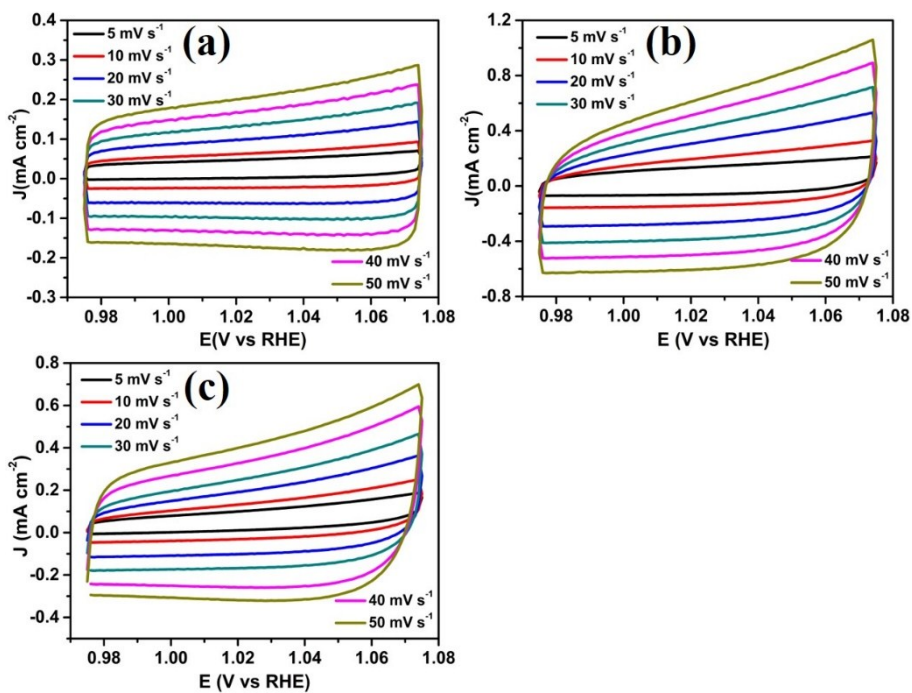 (a)
5 mV s⁻¹
10 mV s⁻¹
20 mV s⁻¹
30 mV s⁻¹
40 mV s⁻¹
50 mV s⁻¹
J(mA cm⁻²)
0.4
0.3
0.2
0.1
0.0
-0.1
-0.2
-0.3
0.98 1.00 1.02 1.04 1.06 1.08
E(V vs RHE)
(b)
5 mV s⁻¹
10 mV s⁻¹
20 mV s⁻¹
30 mV s⁻¹
40 mV s⁻¹
50 mV s⁻¹
J (mA cm⁻²)
1.2
0.8
0.4
0.0
-0.4
-0.8
0.98 1.00 1.02 1.04 1.06 1.08
E (V vs RHE)
(c)
5 mV s⁻¹
10 mV s⁻¹
20 mV s⁻¹
30 mV s⁻¹
40 mV s⁻¹
50 mV s⁻¹
J (mA cm⁻²)
0.8
0.6
0.4
0.2
0.0
-0.2
-0.4
0.98 1.00 1.02 1.04 1.06 1.08
E (V vs RHE)